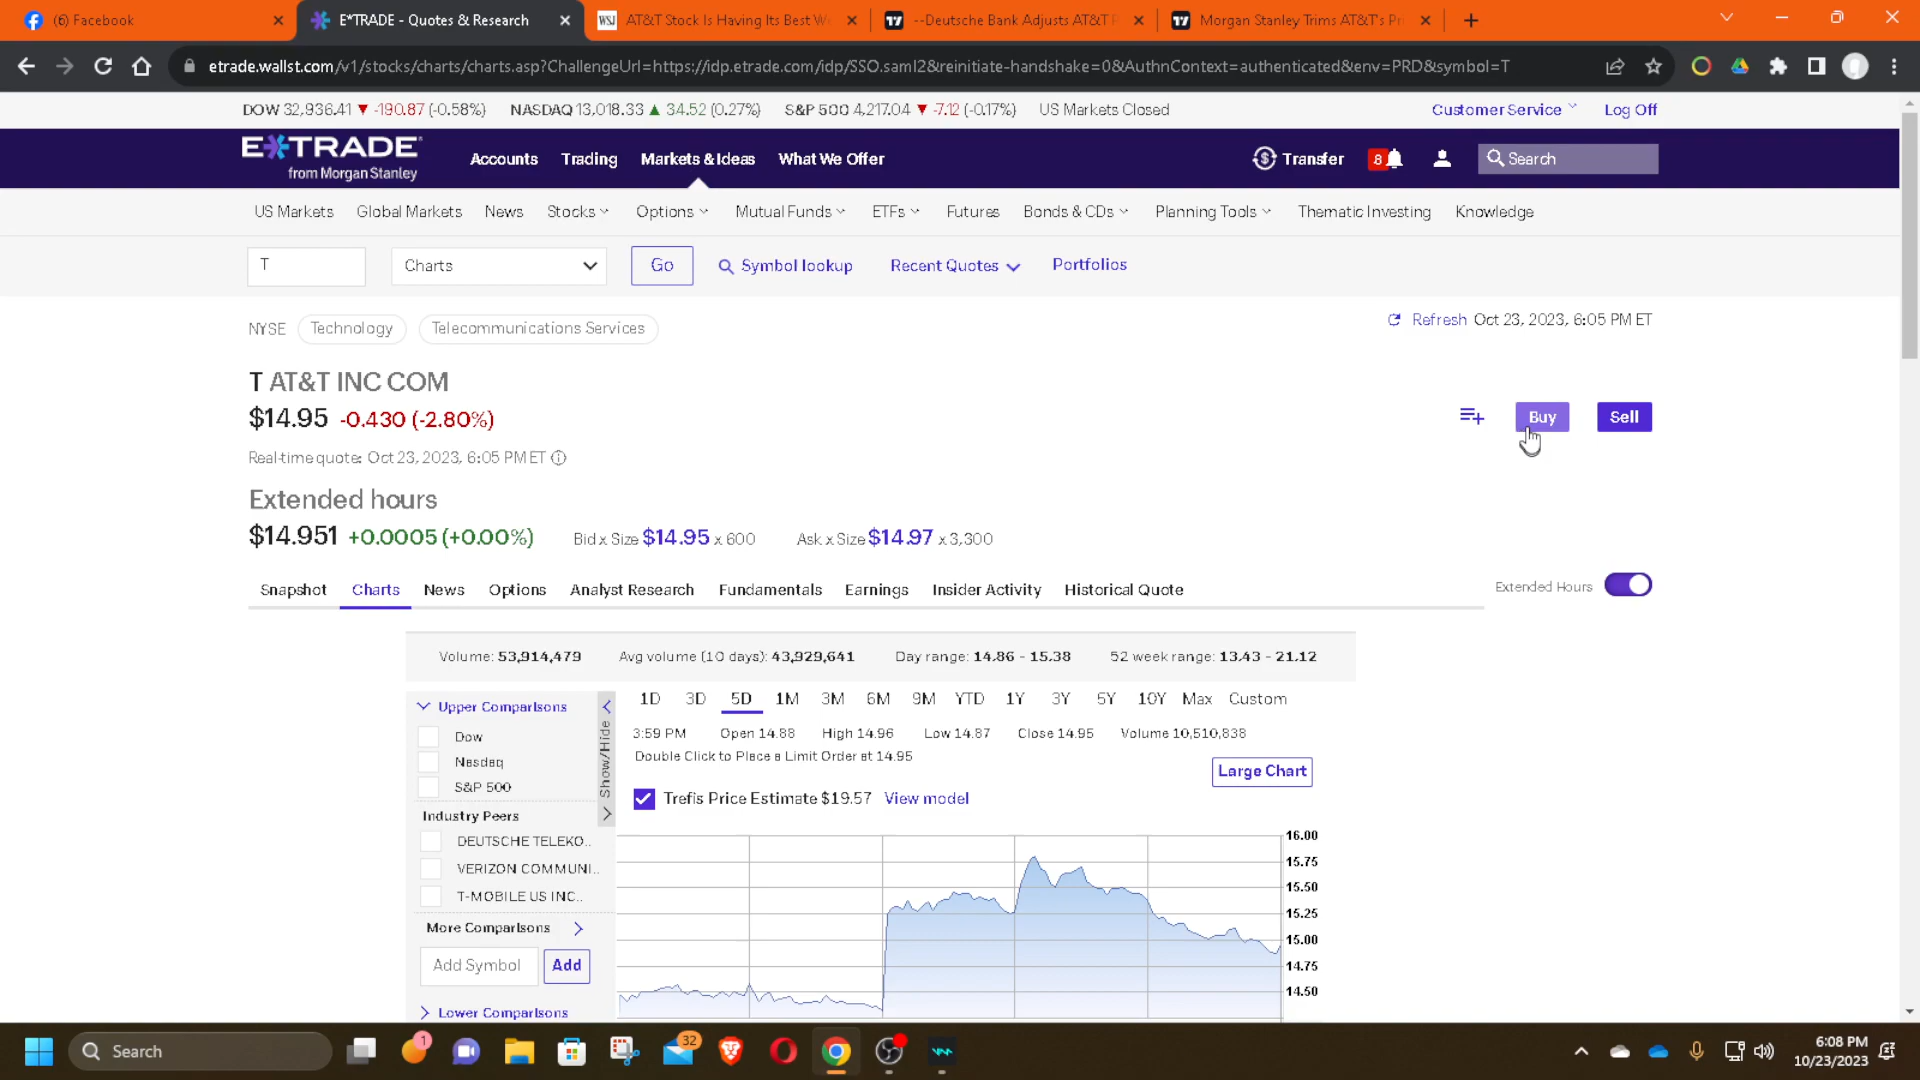 (6) Facebook
E*TRADE - Quotes & Research
WSJ AT&T Stock Is Having Its Best W
--Deutsche Bank Adjusts AT&T P
Morgan Stanley Trims AT&T's Pri
etrade.wallst.com/v1/stocks/charts/charts.asp?ChallengeUrl=https://idp.etrade.com/idp/SSO.saml2&reinitiate-handshake=0&AuthnContext=authenticated&env=PRD&symbol=T
DOW 32,936.41 ▼ -190.87 (-0.58%) NASDAQ 13,018.33 ▲ 34.52 (0.27%) S&P 500 4,217.04 ▼ -7.12 (-0.17%) US Markets Closed Customer Service Log Off
E*TRADE
from Morgan Stanley
Accounts Trading Markets & Ideas What We Offer Transfer 8 Search
US Markets Global Markets News Stocks Options Mutual Funds ETFs Futures Bonds & CDs Planning Tools Thematic Investing Knowledge
T Charts Go Symbol lookup Recent Quotes Portfolios
NYSE Technology Telecommunications Services Refresh Oct 23, 2023, 6:05 PM ET
T AT&T INC COM
$14.95 -0.430 (-2.80%) Buy Sell
Real-time quote: Oct 23, 2023, 6:05 PM ET
Extended hours
$14.951 +0.0005 (+0.00%) Bid x Size $14.95 x 600 Ask x Size $14.97 x 3,300
Snapshot Charts News Options Analyst Research Fundamentals Earnings Insider Activity Historical Quote Extended Hours
Volume: 53,914,479 Avg volume (10 days): 43,929,641 Day range: 14.86 - 15.38 52 week range: 13.43 - 21.12
Upper Comparisons
Dow
Nasdaq
S&P 500
Industry Peers
DEUTSCHE TELEKO..
VERIZON COMMUNI..
T-MOBILE US INC..
More Comparisons
Add Symbol Add
Lower Comparisons
Show/Hide
1D 3D 5D 1M 3M 6M 9M YTD 1Y 3Y 5Y 10Y Max Custom
3:59 PM Open 14.88 High 14.96 Low 14.87 Close 14.95 Volume 10,510,838
Double Click to Place a Limit Order at 14.95
Large Chart
Trefis Price Estimate $19.57 View model
16.00
15.75
15.50
15.25
15.00
14.75
14.50
Search
1
32
6:08 PM
10/23/2023